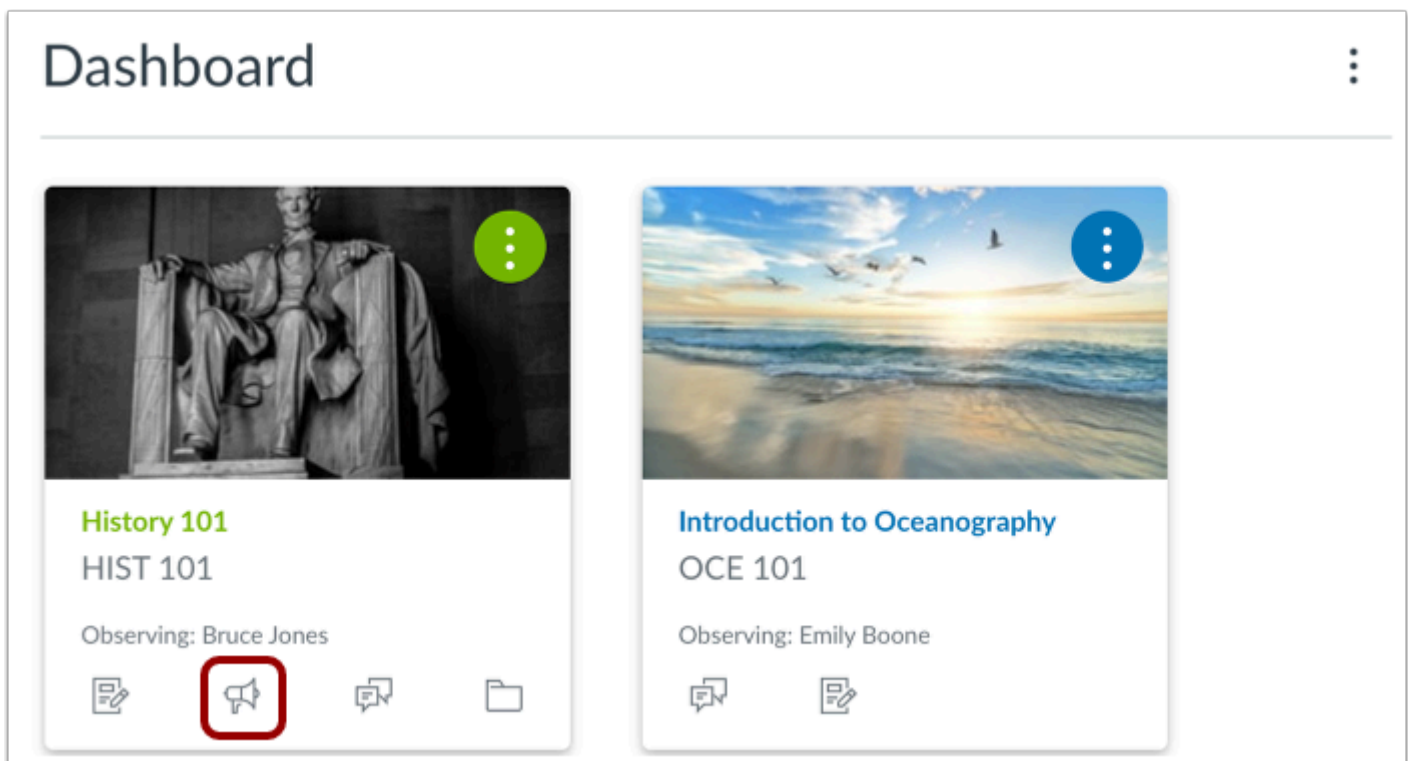 Dashboard
History 101
HIST 101
Observing: Bruce Jones
Introduction to Oceanography
OCE 101
Observing: Emily Boone